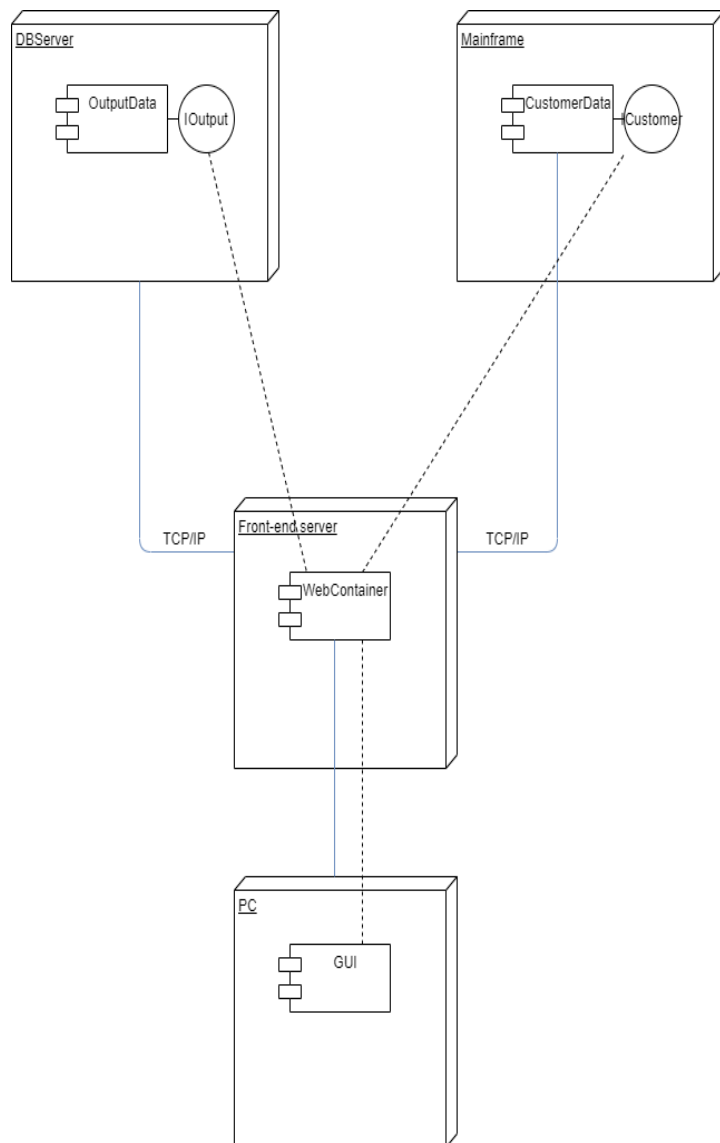 DBServer
Mainframe
OutputData
IOutput
CustomerData
ICustomer
TCP/IP
Front-end server
TCP/IP
WebContainer
PC
GUI